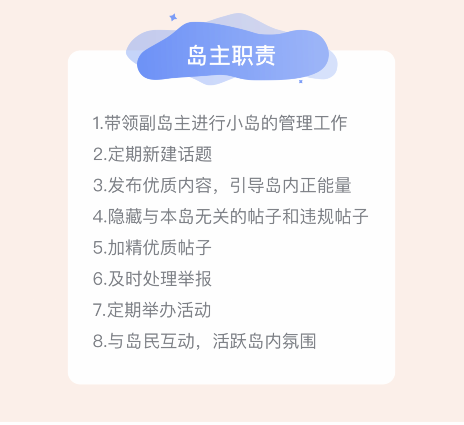 岛主职责
1.带领副岛主进行小岛的管理工作
2.定期新建话题
3.发布优质内容，引导岛内正能量
4.隐藏与本岛无关的帖子和违规帖子
5.加精优质帖子
6.及时处理举报
7.定期举办活动
8.与岛民互动，活跃岛内氛围